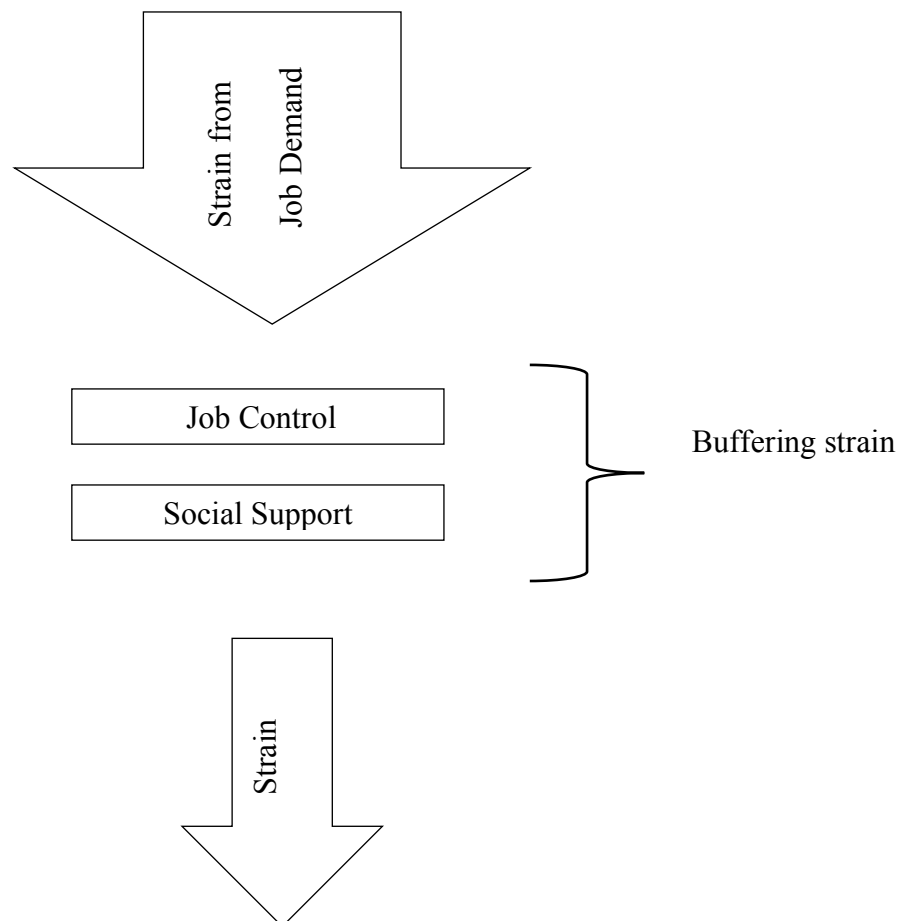 Strain from
Job Demand
Job Control
Buffering strain
Social Support
Strain